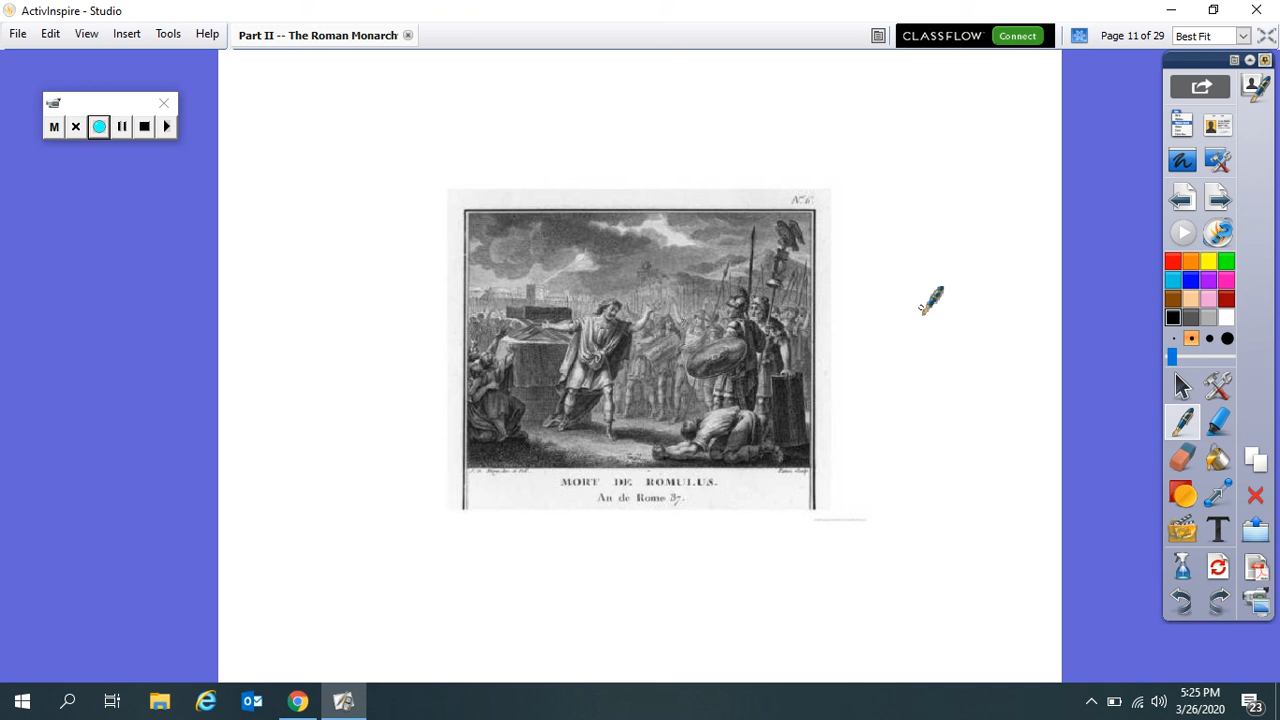 ActivInspire - Studio
File Edit View Insert Tools Help
Part II -- The Roman Monarch
CLASSFLOW Connect
Page 11 of 29
Best Fit
M
MORT DE ROMULUS.
An de Rome 37.
T
5:25 PM
3/26/2020
23